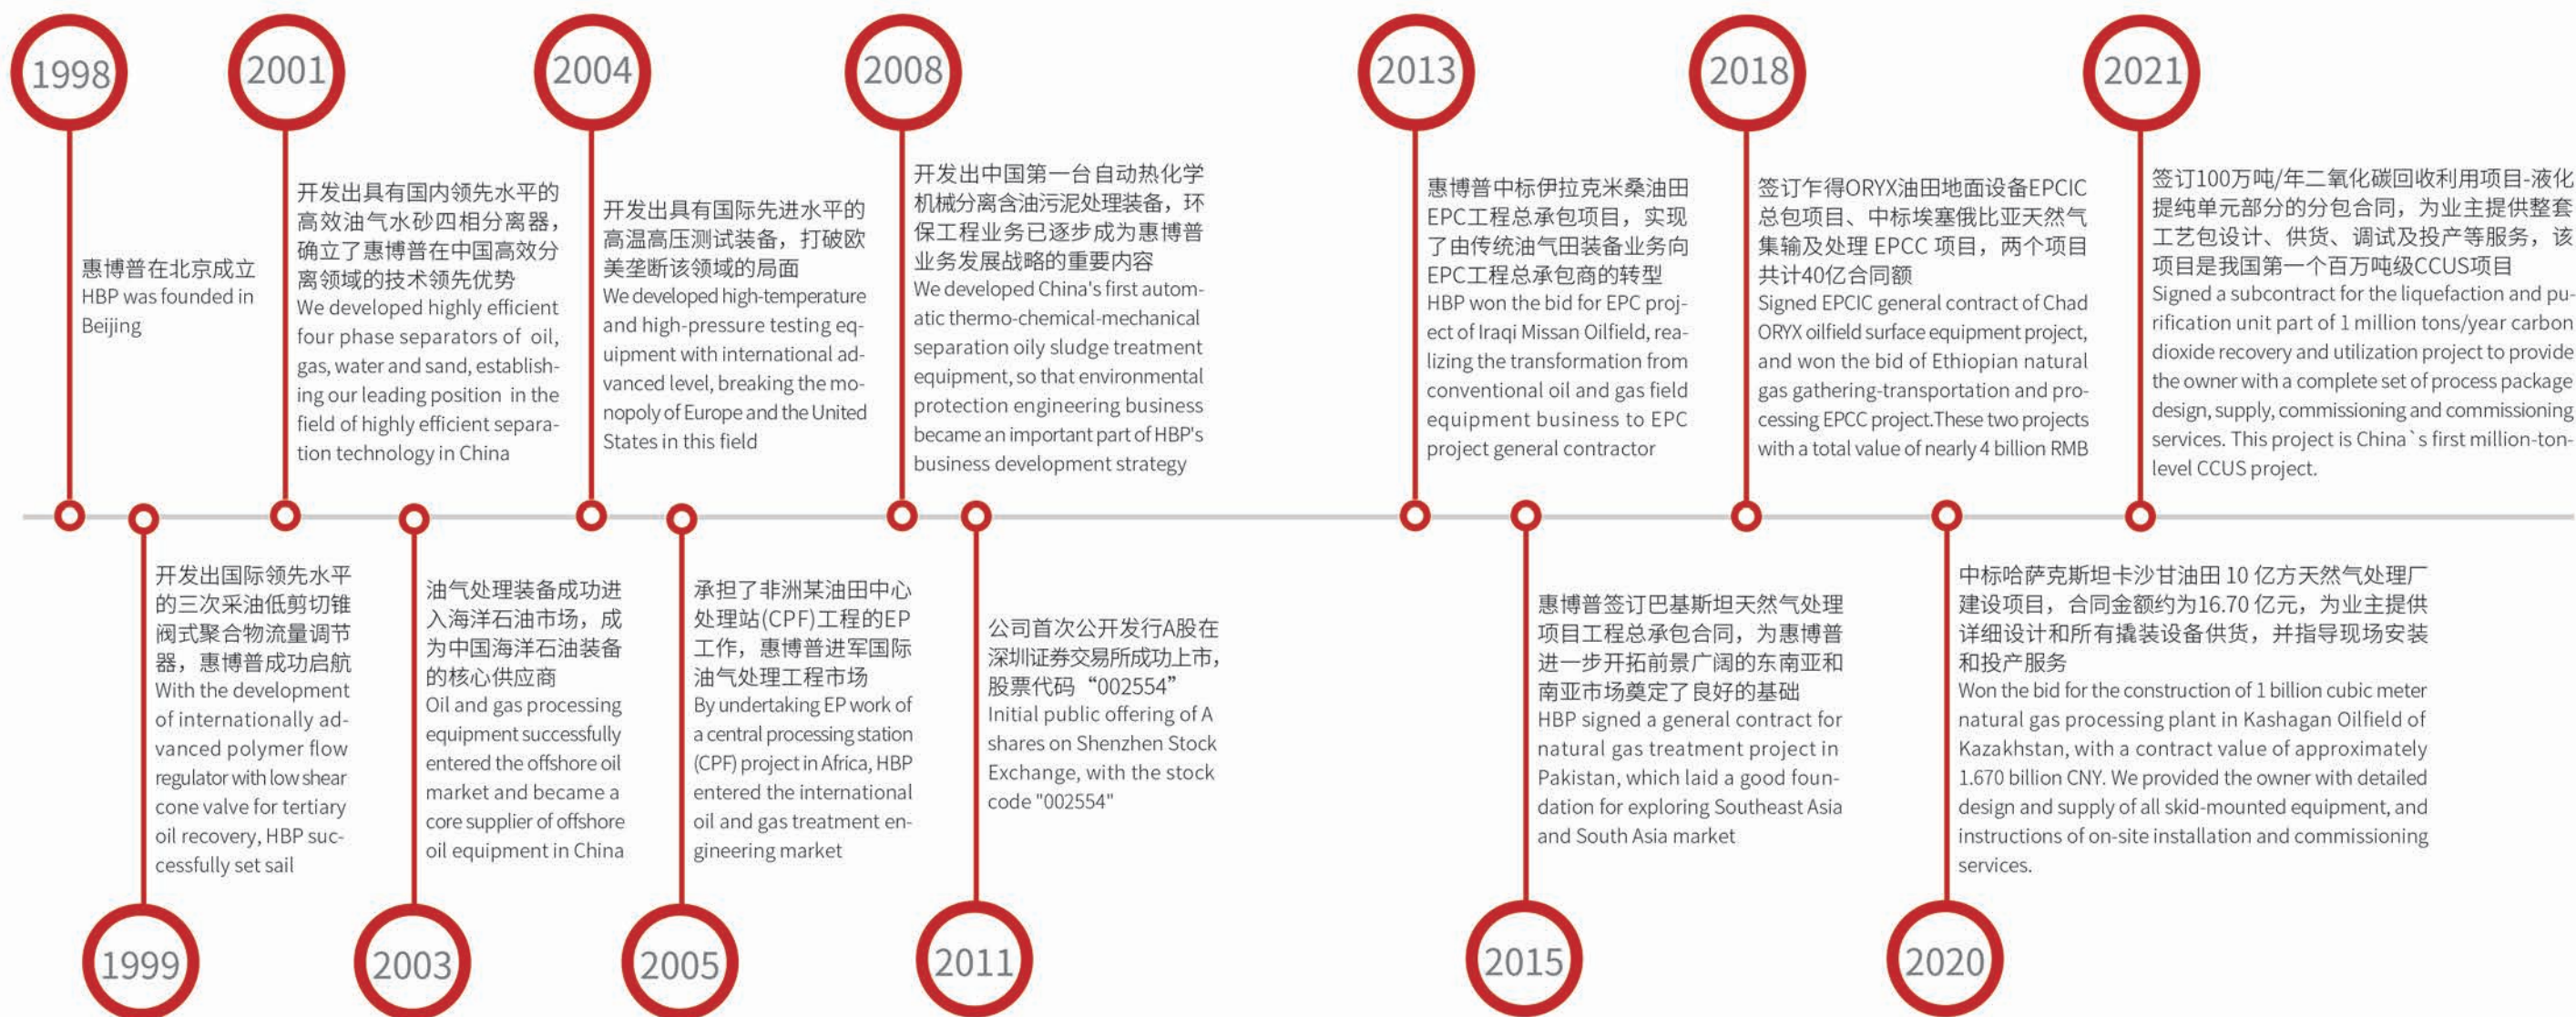 1998
惠博普在北京成立
HBP was founded in
Beijing
1999
开发出国际领先水平
的三次采油低剪切锥
阀式聚合物流量调节
器，惠博普成功启航
With the development
of internationally ad-
vanced polymer flow
regulator with low shear
cone valve for tertiary
oil recovery, HBP suc-
cessfully set sail
2001
开发出具有国内领先水平的
高效油气水砂四相分离器，
确立了惠博普在中国高效分
离领域的技术领先优势
We developed highly efficient
four phase separators of oil,
gas, water and sand, establish-
ing our leading position in the
field of highly efficient separa-
tion technology in China
2003
油气处理装备成功进
入海洋石油市场，成
为中国海洋石油装备
的核心供应商
Oil and gas processing
equipment successfully
entered the offshore oil
market and became a
core supplier of offshore
oil equipment in China
2004
开发出具有国际先进水平的
高温高压测试装备，打破欧
美垄断该领域的局面
We developed high-temperature
and high-pressure testing eq-
uipment with international ad-
vanced level, breaking the mo-
nopoly of Europe and the United
States in this field
2005
承担了非洲某油田中心
处理站(CPF)工程的EP
工作，惠博普进军国际
油气处理工程市场
By undertaking EP work of
a central processing station
(CPF) project in Africa, HBP
entered the international
oil and gas treatment en-
gineering market
2008
开发出中国第一台自动热化学
机械分离含油污泥处理装备，环
保工程业务已逐步成为惠博普
业务发展战略的重要内容
We developed China's first autom-
atic thermo-chemical-mechanical
separation oily sludge treatment
equipment, so that environmental
protection engineering business
became an important part of HBP's
business development strategy
2011
公司首次公开发行A股在
深圳证券交易所成功上市，
股票代码“002554”
Initial public offering of A
shares on Shenzhen Stock
Exchange, with the stock
code "002554"
2013
惠博普中标伊拉克米桑油田
EPC工程总承包项目，实现
了由传统油气田装备业务向
EPC工程总承包商的转型
HBP won the bid for EPC proj-
ect of Iraqi Missan Oilfield, rea-
lizing the transformation from
conventional oil and gas field
equipment business to EPC
project general contractor
2015
惠博普签订巴基斯坦天然气处理
项目工程总承包合同，为惠博普
进一步开拓前景广阔的东南亚和
南亚市场奠定了良好的基础
HBP signed a general contract for
natural gas treatment project in
Pakistan, which laid a good foun-
dation for exploring Southeast Asia
and South Asia market
2018
签订乍得ORYX油田地面设备EPCIC
总包项目、中标埃塞俄比亚天然气
集输及处理 EPCC 项目，两个项目
共计40亿合同额
Signed EPCIC general contract of Chad
ORYX oilfield surface equipment project,
and won the bid of Ethiopian natural
gas gathering-transportation and pro-
cessing EPCC project.These two projects
with a total value of nearly 4 billion RMB
2020
中标哈萨克斯坦卡沙甘油田 10 亿方天然气处理厂
建设项目，合同金额约为16.70 亿元，为业主提供
详细设计和所有撬装设备供货，并指导现场安装
和投产服务
Won the bid for the construction of 1 billion cubic meter
natural gas processing plant in Kashagan Oilfield of
Kazakhstan, with a contract value of approximately
1.670 billion CNY. We provided the owner with detailed
design and supply of all skid-mounted equipment, and
instructions of on-site installation and commissioning
services.
2021
签订100万吨/年二氧化碳回收利用项目-液化
提纯单元部分的分包合同，为业主提供整套
工艺包设计、供货、调试及投产等服务，该
项目是我国第一个百万吨级CCUS项目
Signed a subcontract for the liquefaction and pu-
rification unit part of 1 million tons/year carbon
dioxide recovery and utilization project to provide
the owner with a complete set of process package
design, supply, commissioning and commissioning
services. This project is China`s first million-ton-
level CCUS project.